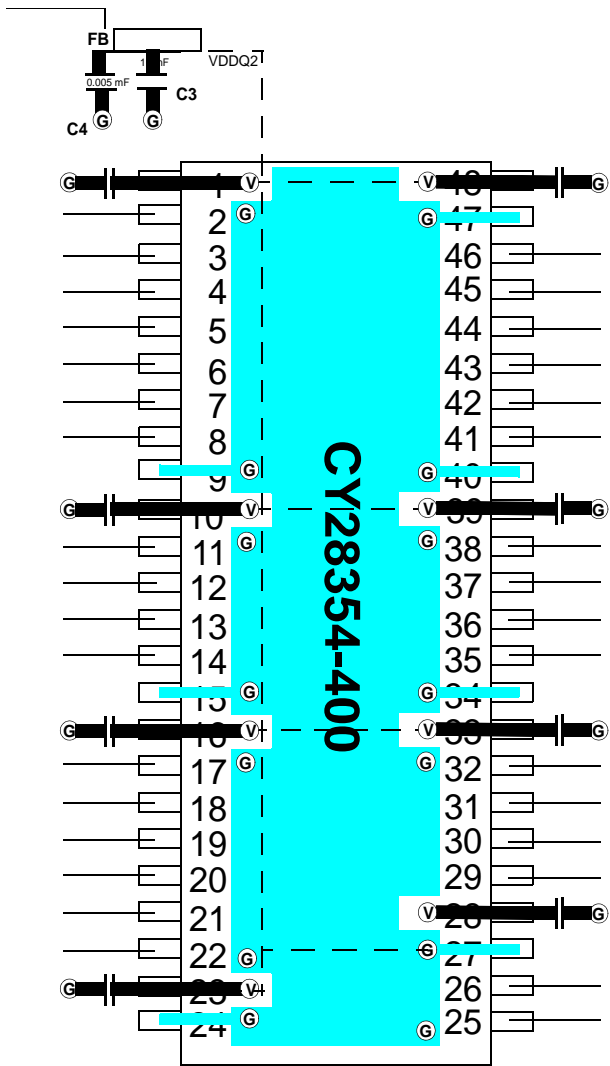 FB
VDDQ2
0.005 mF
C3
C4 G G
G 1 V V 48 G
2 G G 47
3 46
4 45
5 44
6 43
7 42
8 41
9 G G 40
G 10 V V 39 G
11 G G 38
12 37
13 36
14 35
15 G G 34
G 16 V V 33 G
17 G G 32
18 31
19 30
20 29
21 V 28 G
22 G G 27
G 23 V 26
24 G G 25
CY28354-400